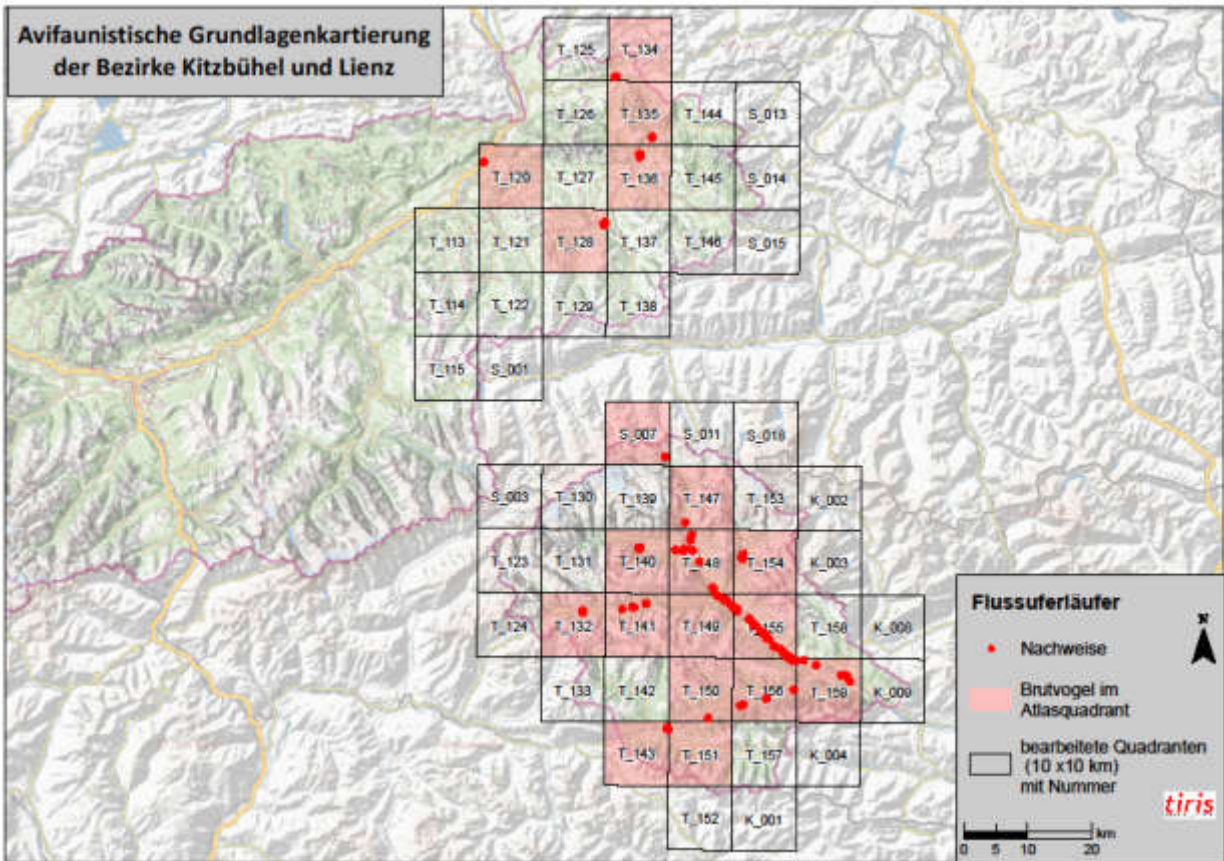 Avifaunistische Grundlagenkartierung
der Bezirke Kitzbühel und Lienz
T_125 T_134
T_126 T_135 T_144 S_013
T_120 T_127 T_136 T_145 S_014
T_113 T_121 T_128 T_137 T_146 S_015
T_114 T_122 T_129 T_138
T_115 S_001
S_007 S_011 S_016
S_003 T_130 T_139 T_147 T_153 K_002
T_123 T_131 T_140 T_148 T_154 K_003
T_124 T_132 T_141 T_149 T_155 T_158 K_008
T_133 T_142 T_150 T_156 T_159 K_009
T_143 T_151 T_157 K_004
T_152 K_001
Flussuferläufer
N
Nachweise
Brutvogel im
Atlasquadrant
bearbeitete Quadranten
(10 x10 km)
mit Nummer
tiris
km
0 5 10 20